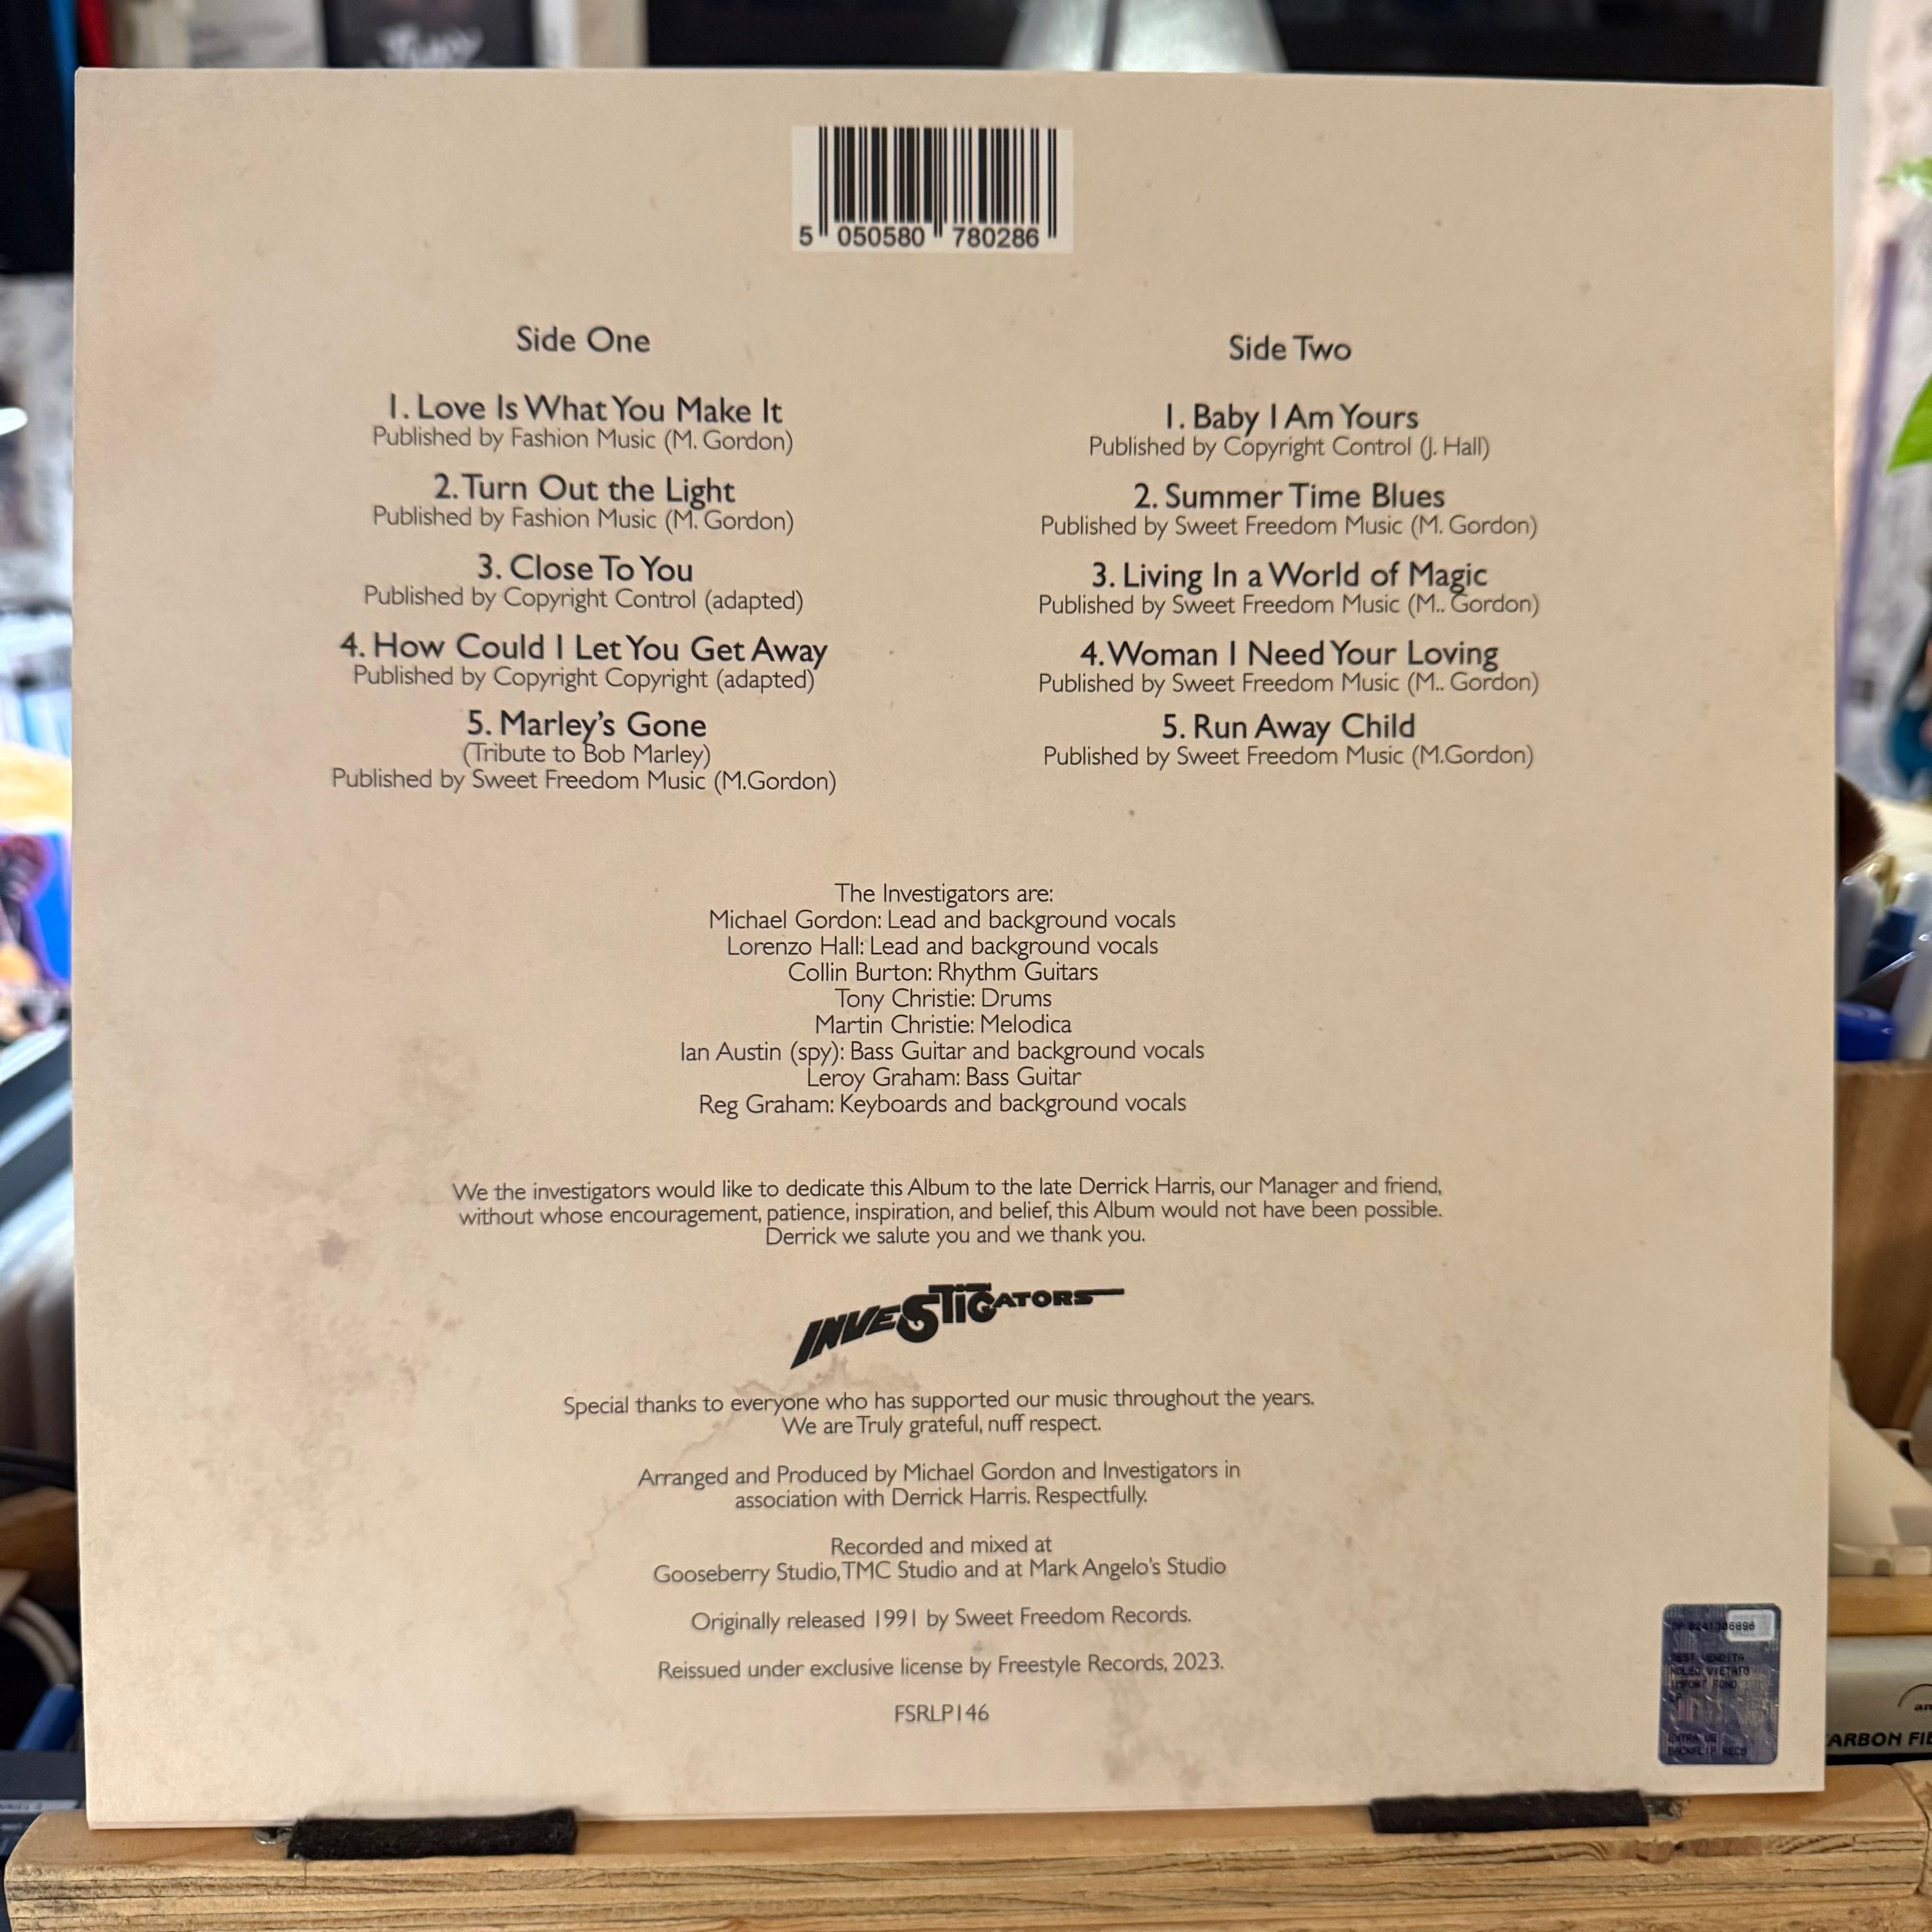 5 050580 780286
Side One
1. Love Is What You Make It
Published by Fashion Music (M. Gordon)
2. Turn Out the Light
Published by Fashion Music (M. Gordon)
3. Close To You
Published by Copyright Control (adapted)
4. How Could I Let You Get Away
Published by Copyright Copyright (adapted)
5. Marley's Gone
(Tribute to Bob Marley)
Published by Sweet Freedom Music (M.Gordon)
Side Two
1. Baby I Am Yours
Published by Copyright Control (J. Hall)
2. Summer Time Blues
Published by Sweet Freedom Music (M. Gordon)
3. Living In a World of Magic
Published by Sweet Freedom Music (M.. Gordon)
4. Woman I Need Your Loving
Published by Sweet Freedom Music (M.. Gordon)
5. Run Away Child
Published by Sweet Freedom Music (M.Gordon)
The Investigators are:
Michael Gordon: Lead and background vocals
Lorenzo Hall: Lead and background vocals
Collin Burton: Rhythm Guitars
Tony Christie: Drums
Martin Christie: Melodica
Ian Austin (spy): Bass Guitar and background vocals
Leroy Graham: Bass Guitar
Reg Graham: Keyboards and background vocals
We the investigators would like to dedicate this Album to the late Derrick Harris, our Manager and friend,
without whose encouragement, patience, inspiration, and belief, this Album would not have been possible.
Derrick we salute you and we thank you.
INVESTIGATORS
Special thanks to everyone who has supported our music throughout the years.
We are Truly grateful, nuff respect.
Arranged and Produced by Michael Gordon and Investigators in
association with Derrick Harris. Respectfully.
Recorded and mixed at
Gooseberry Studio, TMC Studio and at Mark Angelo's Studio
Originally released 1991 by Sweet Freedom Records.
Reissued under exclusive license by Freestyle Records, 2023.
FSRLP146
VENDITA
NOLEG VIETATO
EXTRA UE
BACKFLIP RECO
ARBON FIB